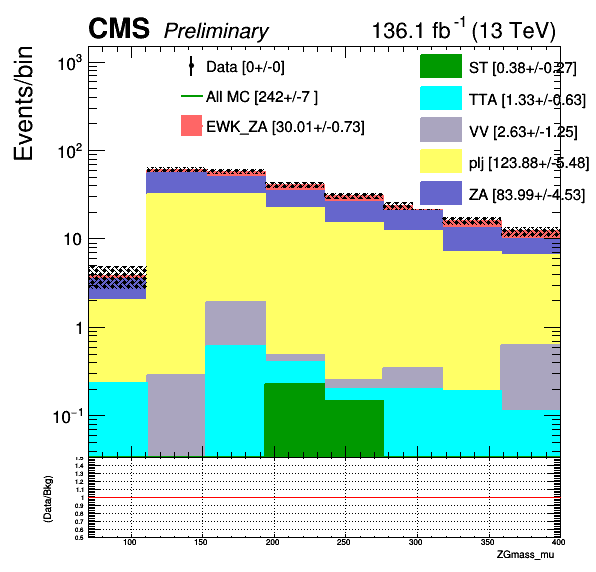 CMS Preliminary 136.1 fb⁻¹ (13 TeV)
Events/bin
10³
10²
10
1
10⁻¹
Data [0+/-0]
All MC [242+/-7 ]
EWK_ZA [30.01+/-0.73]
ST [0.38+/-0.27]
TTA [1.33+/-0.63]
VV [2.63+/-1.25]
plj [123.88+/-5.48]
ZA [83.99+/-4.53]
(Data/Bkg)
1.5
1.4
1.3
1.2
1.1
1
0.9
0.8
0.7
0.6
0.5
100 150 200 250 300 350 400
ZGmass_mu